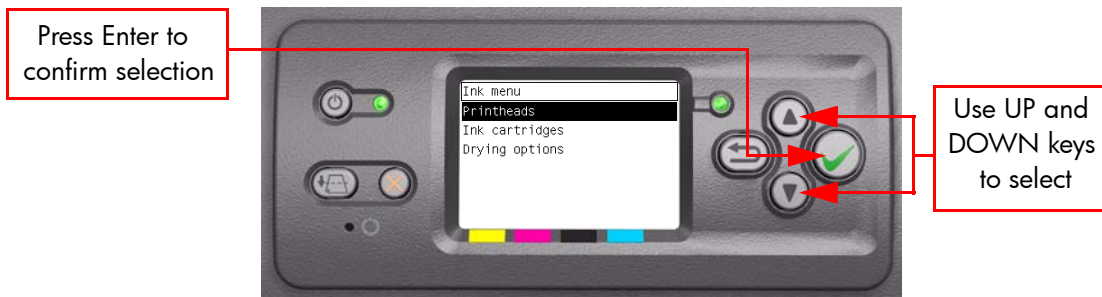 Press Enter to
confirm selection
Ink menu
Printheads
Ink cartridges
Drying options
Use UP and
DOWN keys
to select